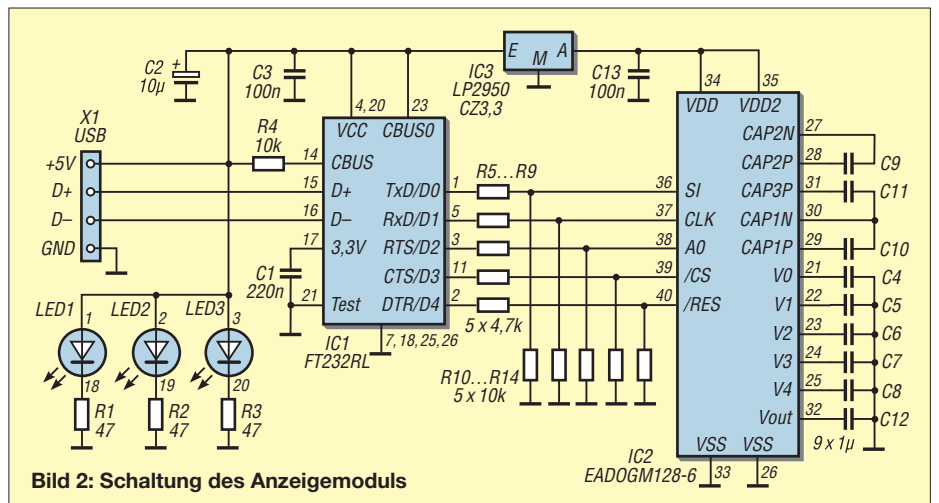 C2
+
10µ
C3
100n
E M A
IC3
LP2950
CZ3,3
C13
100n
34
35
X1
USB
+5V
D+
D–
GND
R4
10k
4, 20
23
VCC CBUS0
14 CBUS
15 D+
16 D–
17 3,3V
21 Test
TxD/D0 1
RxD/D1 5
RTS/D2 3
CTS/D3 11
DTR/D4 2
C1
220n
7, 18, 25, 26
IC1
FT232RL
R5...R9
5 x 4,7k
R10...R14
5 x 10k
VDD VDD2
36 SI
37 CLK
38 A0
39 /CS
40 /RES
CAP2N 27
CAP2P 28
CAP3P 31
CAP1N 30
CAP1P 29
V0 21
V1 22
V2 23
V3 24
V4 25
Vout 32
C9
C11
C10
C4
C5
C6
C7
C8
C12
9 x 1µ
VSS VSS
33 26
IC2
EADOGM128-6
LED1 1
LED2 2
LED3 3
18
19
20
R1
47
R2
47
R3
47
Bild 2: Schaltung des Anzeigemoduls